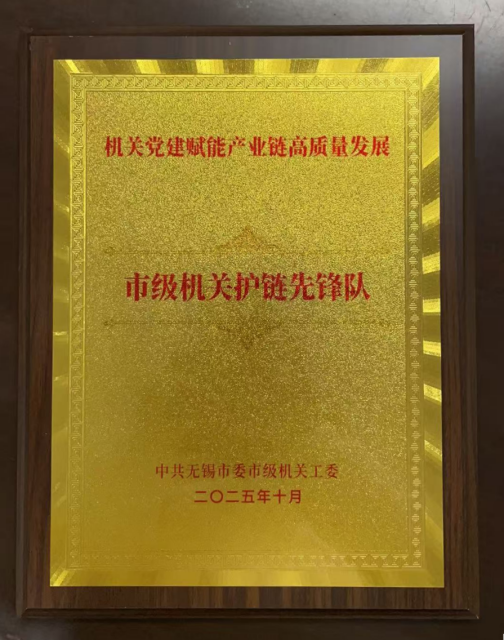 机关党建赋能产业链高质量发展
市级机关护链先锋队
中共无锡市委市级机关工委
二〇二五年十月